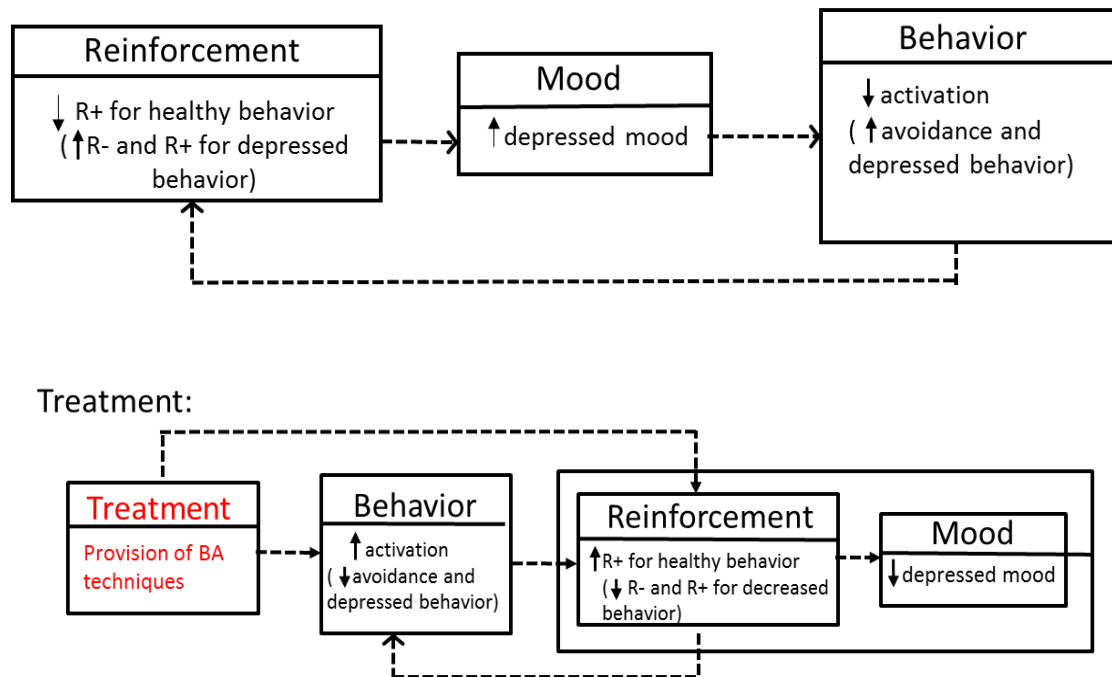 Reinforcement
↓ R+ for healthy behavior
(↑R- and R+ for depressed
behavior)
Mood
↑ depressed mood
Behavior
↓ activation
( ↑ avoidance and
depressed behavior)
Treatment:
Treatment
Provision of BA
techniques
Behavior
↑ activation
(↓ avoidance and
depressed behavior)
Reinforcement
↑R+ for healthy behavior
(↓ R- and R+ for decreased
behavior)
Mood
↓ depressed mood